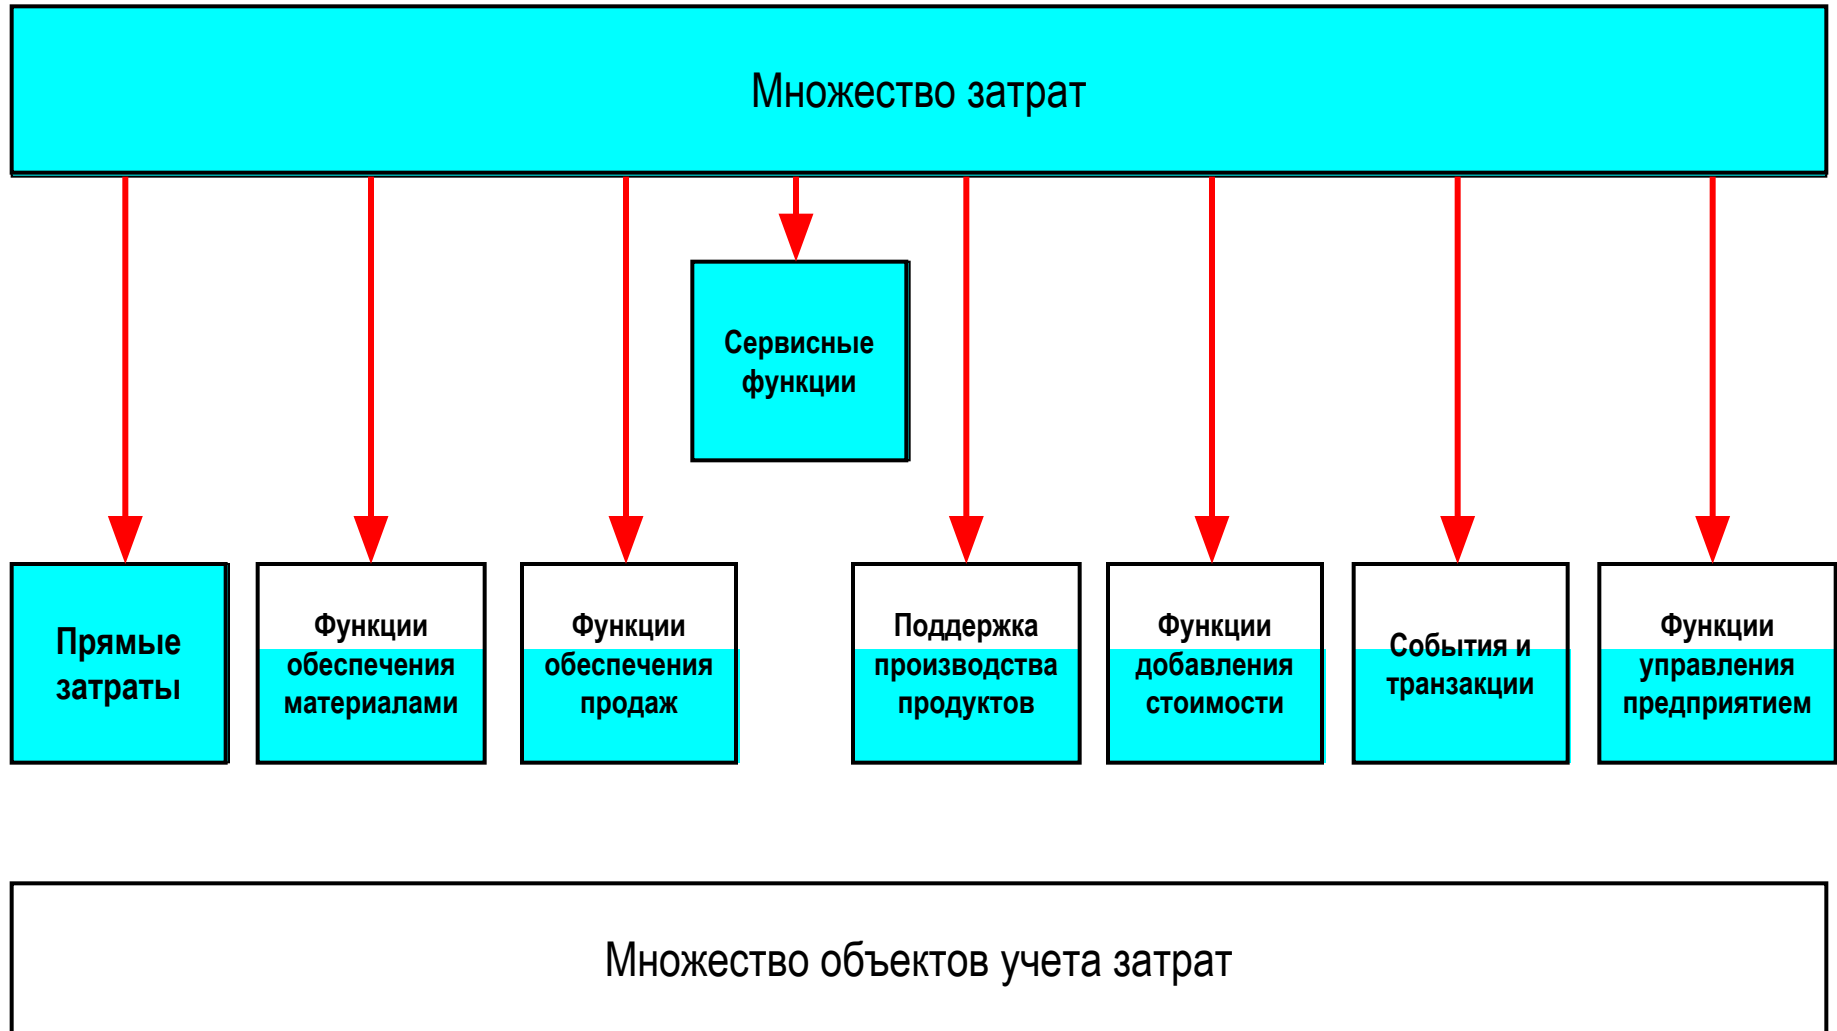 Множество затрат
Сервисные
функции
Прямые
затраты
Функции
обеспечения
материалами
Функции
обеспечения
продаж
Поддержка
производства
продуктов
Функции
добавления
стоимости
События и
транзакции
Функции
управления
предприятием
Множество объектов учета затрат